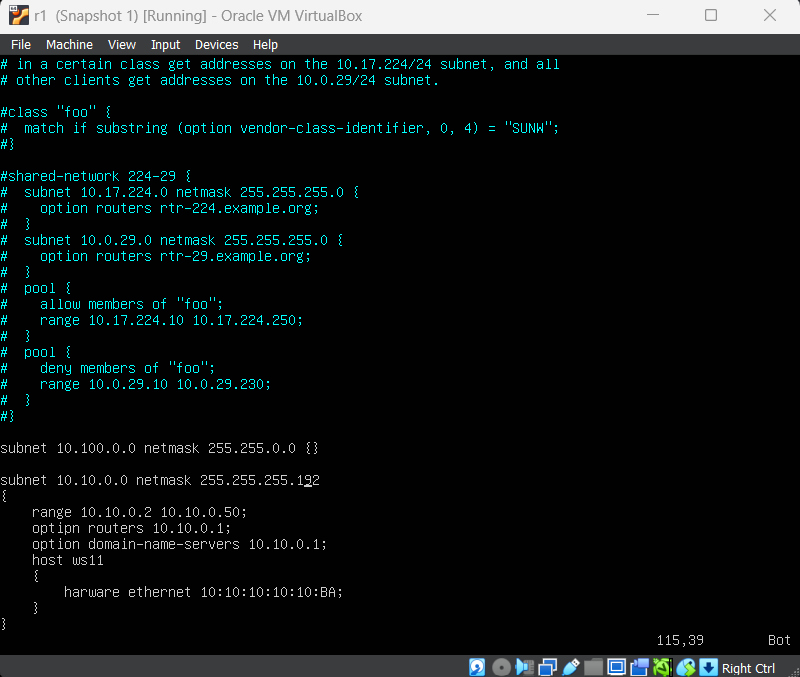 r1 (Snapshot 1) [Running] - Oracle VM VirtualBox
File Machine View Input Devices Help
# in a certain class get addresses on the 10.17.224/24 subnet, and all
# other clients get addresses on the 10.0.29/24 subnet.
#class "foo" {
#  match if substring (option vendor-class-identifier, 0, 4) = "SUNW";
#}
#shared-network 224-29 {
#  subnet 10.17.224.0 netmask 255.255.255.0 {
#    option routers rtr-224.example.org;
#  }
#  subnet 10.0.29.0 netmask 255.255.255.0 {
#    option routers rtr-29.example.org;
#  }
#  pool {
#    allow members of "foo";
#    range 10.17.224.10 10.17.224.250;
#  }
#  pool {
#    deny members of "foo";
#    range 10.0.29.10 10.0.29.230;
#  }
#}
subnet 10.100.0.0 netmask 255.255.0.0 {}
subnet 10.10.0.0 netmask 255.255.255.192
{
    range 10.10.0.2 10.10.0.50;
    optipn routers 10.10.0.1;
    option domain-name-servers 10.10.0.1;
    host ws11
    {
        harware ethernet 10:10:10:10:10:BA;
    }
}
115,39 Bot
Right Ctrl